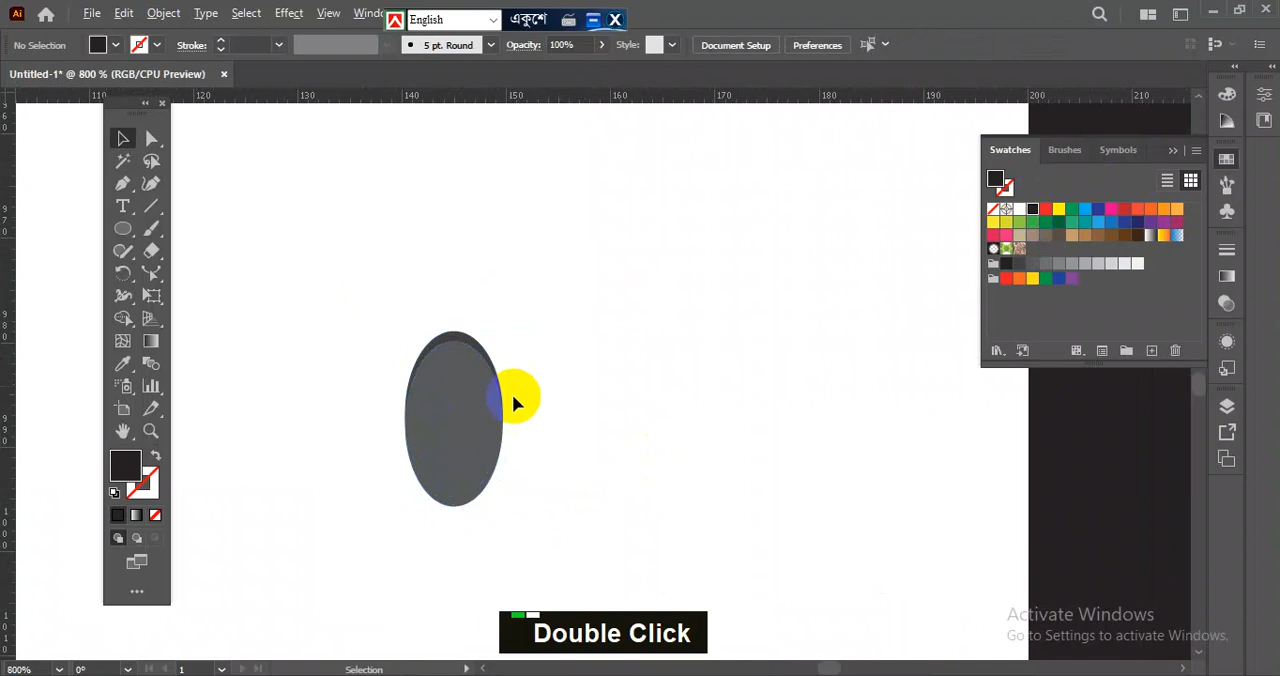 Ai File Edit Object Type Select Effect View Windo
English একুশে X
No Selection Stroke: 5 pt. Round Opacity: 100% Style: Document Setup Preferences
Untitled-1* @ 800 % (RGB/CPU Preview) ×
110 120 130 140 150 160 170 180 190 200 210
Swatches Brushes Symbols
Double Click
Activate Windows
Go to Settings to activate Windows.
800% 0° 1 Selection